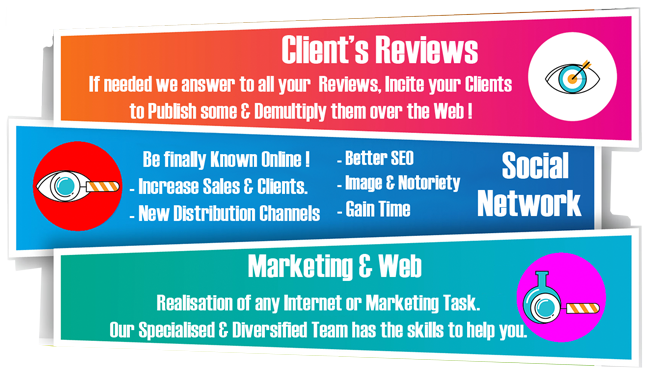 Client's Reviews
If needed we answer to all your Reviews, Incite your Clients
to Publish some & Demultiply them over the Web !
Be finally Known Online !
- Increase Sales & Clients.
- New Distribution Channels
- Better SEO
- Image & Notoriety
- Gain Time
Social
Network
Marketing & Web
Realisation of any Internet or Marketing Task.
Our Specialised & Diversified Team has the skills to help you.